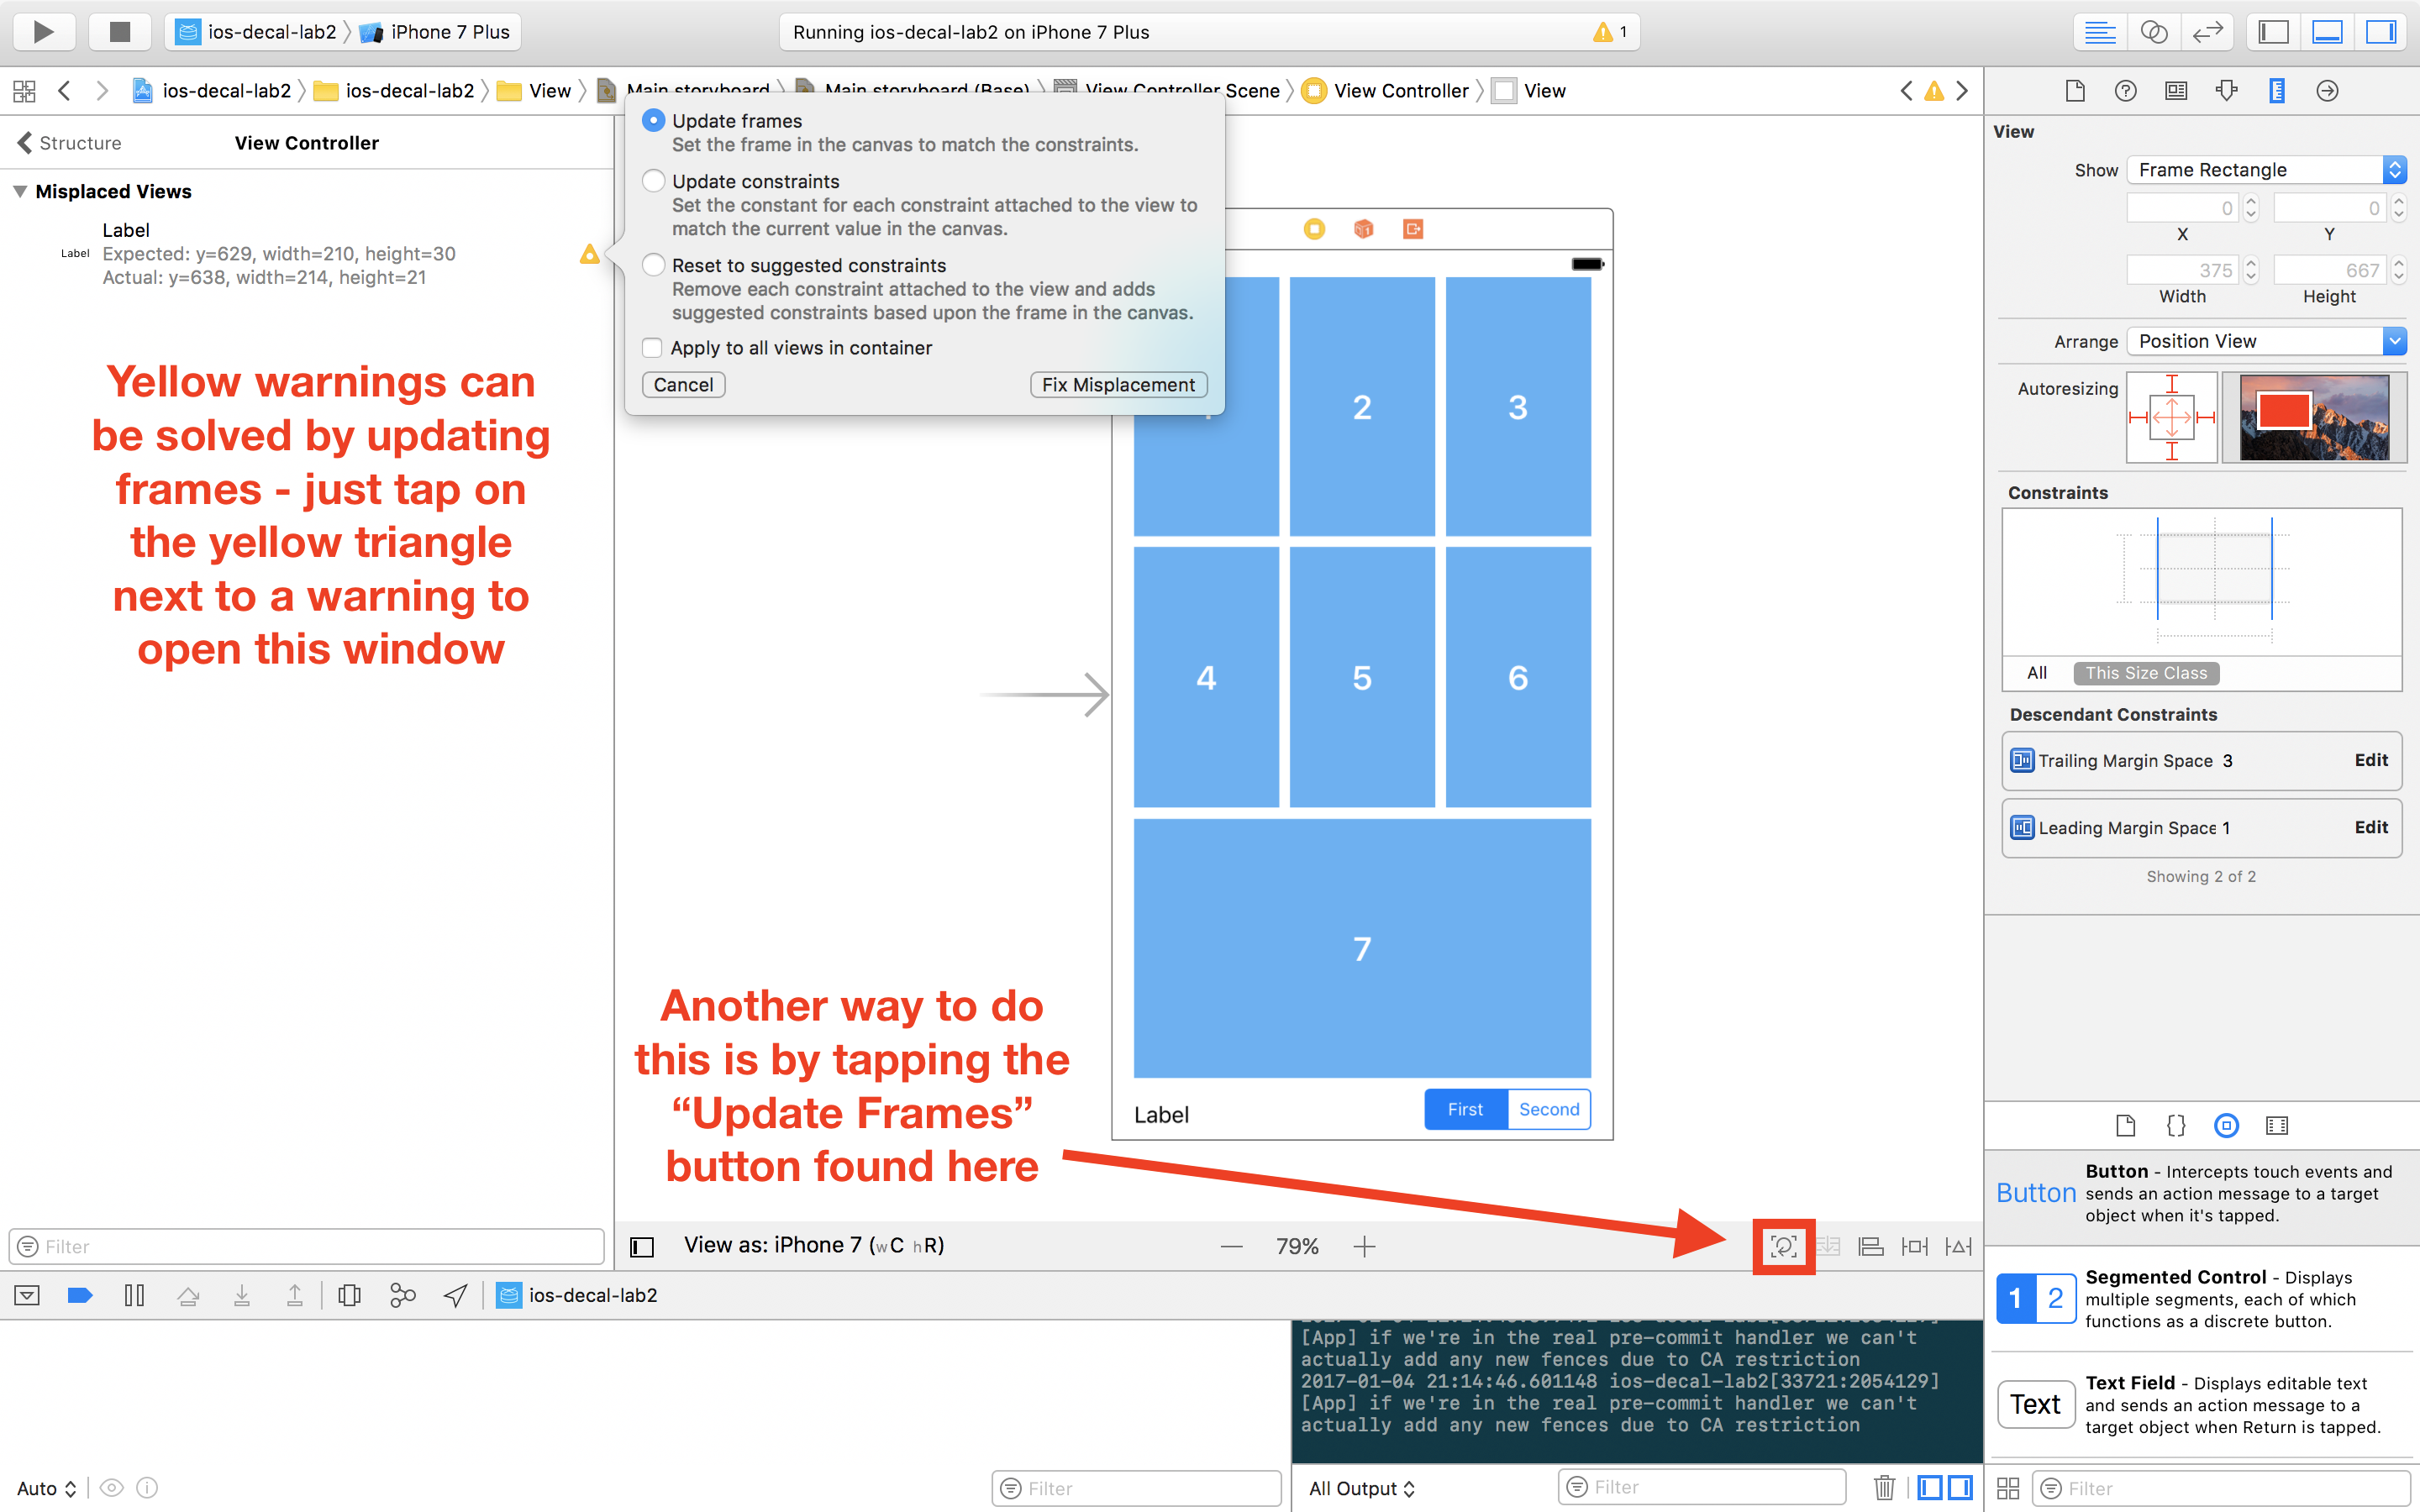 ios-decal-lab2 iPhone 7 Plus
Running ios-decal-lab2 on iPhone 7 Plus 1
ios-decal-lab2 ios-decal-lab2 View Main.storyboard Main.storyboard (Base) View Controller Scene View Controller View
Structure View Controller
Misplaced Views
Label
Label
Expected: y=629, width=210, height=30
Actual: y=638, width=214, height=21
Yellow warnings can
be solved by updating
frames - just tap on
the yellow triangle
next to a warning to
open this window
Filter
Update frames
Set the frame in the canvas to match the constraints.
Update constraints
Set the constant for each constraint attached to the view to
match the current value in the canvas.
Reset to suggested constraints
Remove each constraint attached to the view and adds
suggested constraints based upon the frame in the canvas.
Apply to all views in container
Cancel Fix Misplacement
2 3
4 5 6
7
Label First Second
Another way to do
this is by tapping the
“Update Frames”
button found here
View as: iPhone 7 (wC hR) 79%
View
Show Frame Rectangle
0 0
X Y
375 667
Width Height
Arrange Position View
Autoresizing
Constraints
All This Size Class
Descendant Constraints
Trailing Margin Space 3 Edit
Leading Margin Space 1 Edit
Showing 2 of 2
{}
Button Button - Intercepts touch events and
sends an action message to a target
object when it's tapped.
1 2 Segmented Control - Displays
multiple segments, each of which
functions as a discrete button.
Text Text Field - Displays editable text
and sends an action message to a
target object when Return is tapped.
Filter
ios-decal-lab2
[App] if we're in the real pre-commit handler we can't
actually add any new fences due to CA restriction
2017-01-04 21:14:46.601148 ios-decal-lab2[33721:2054129]
[App] if we're in the real pre-commit handler we can't
actually add any new fences due to CA restriction
Auto Filter
All Output Filter